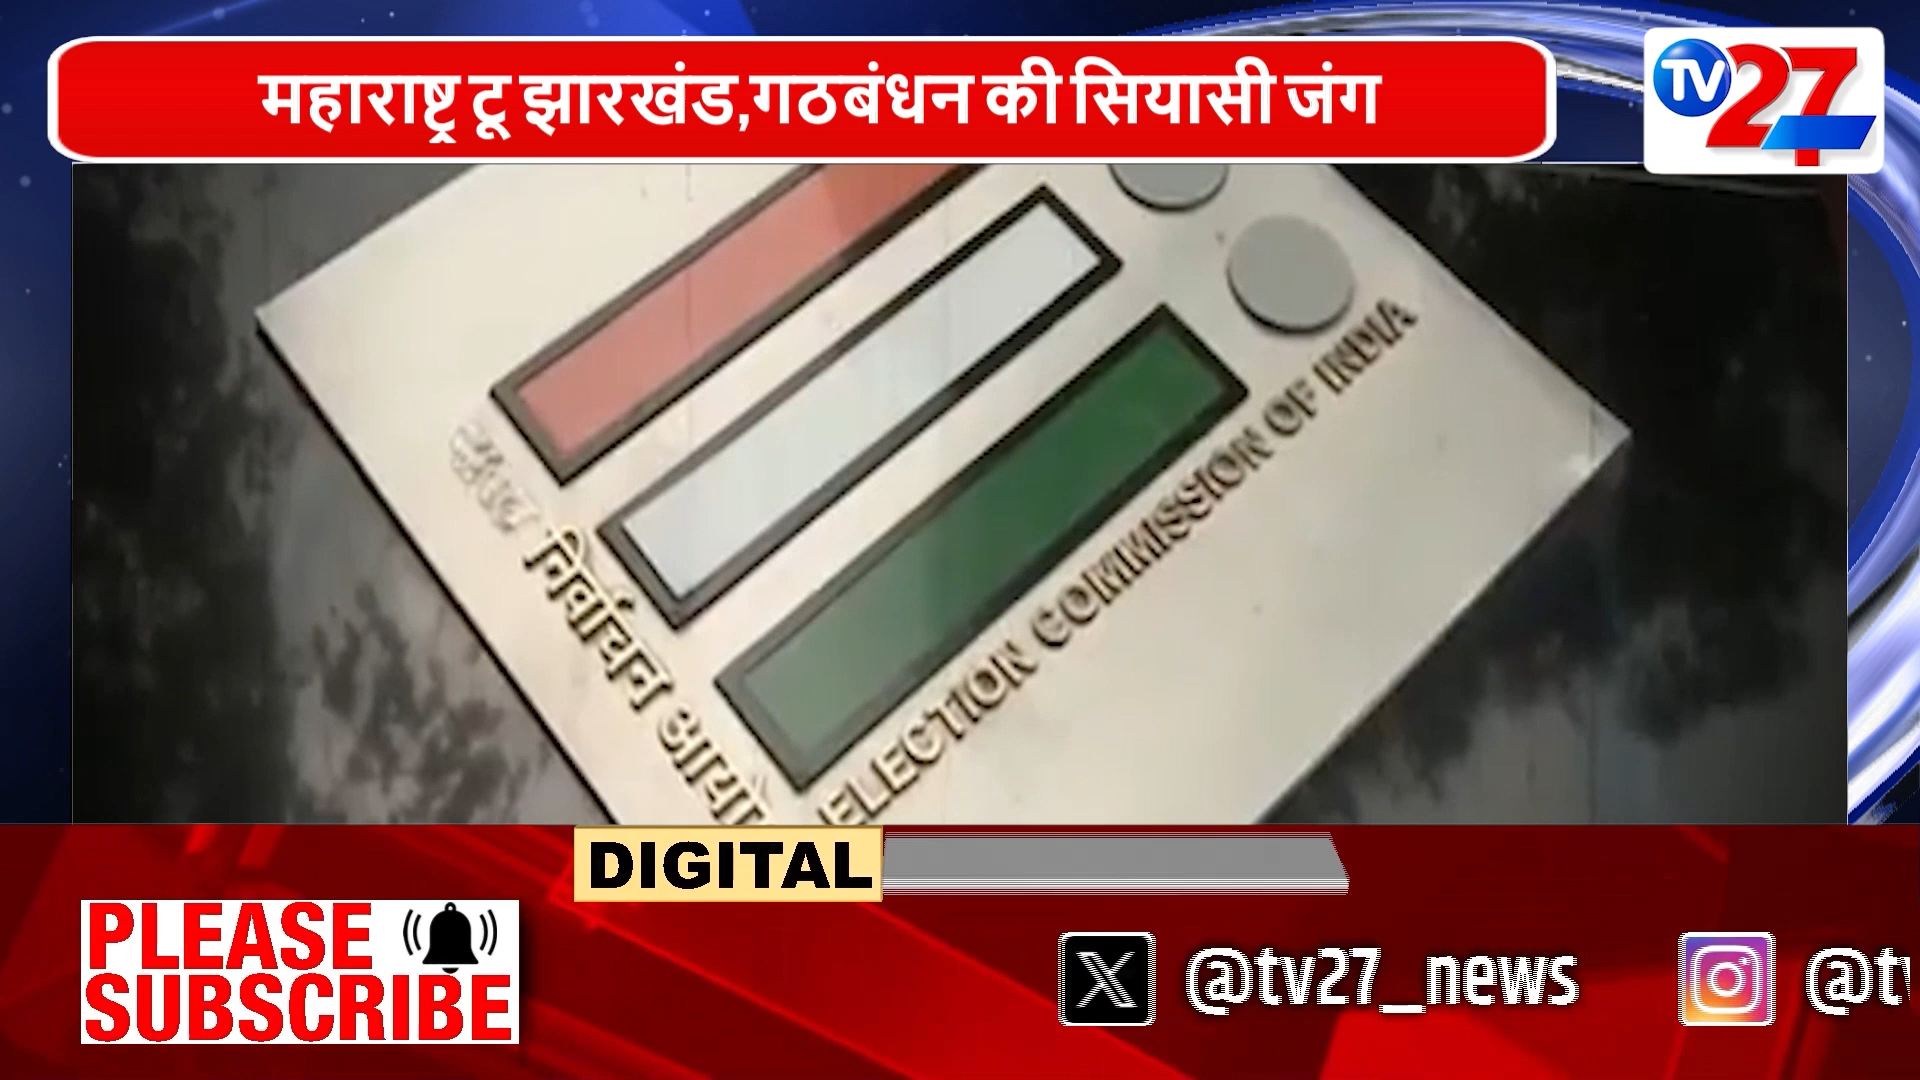 महाराष्ट्र टू झारखंड,गठबंधन की सियासी जंग
TV27
निर्वाचन
ELECTION COMMISSION OF INDIA
DIGITAL
PLEASE
SUBSCRIBE
@tv27_news